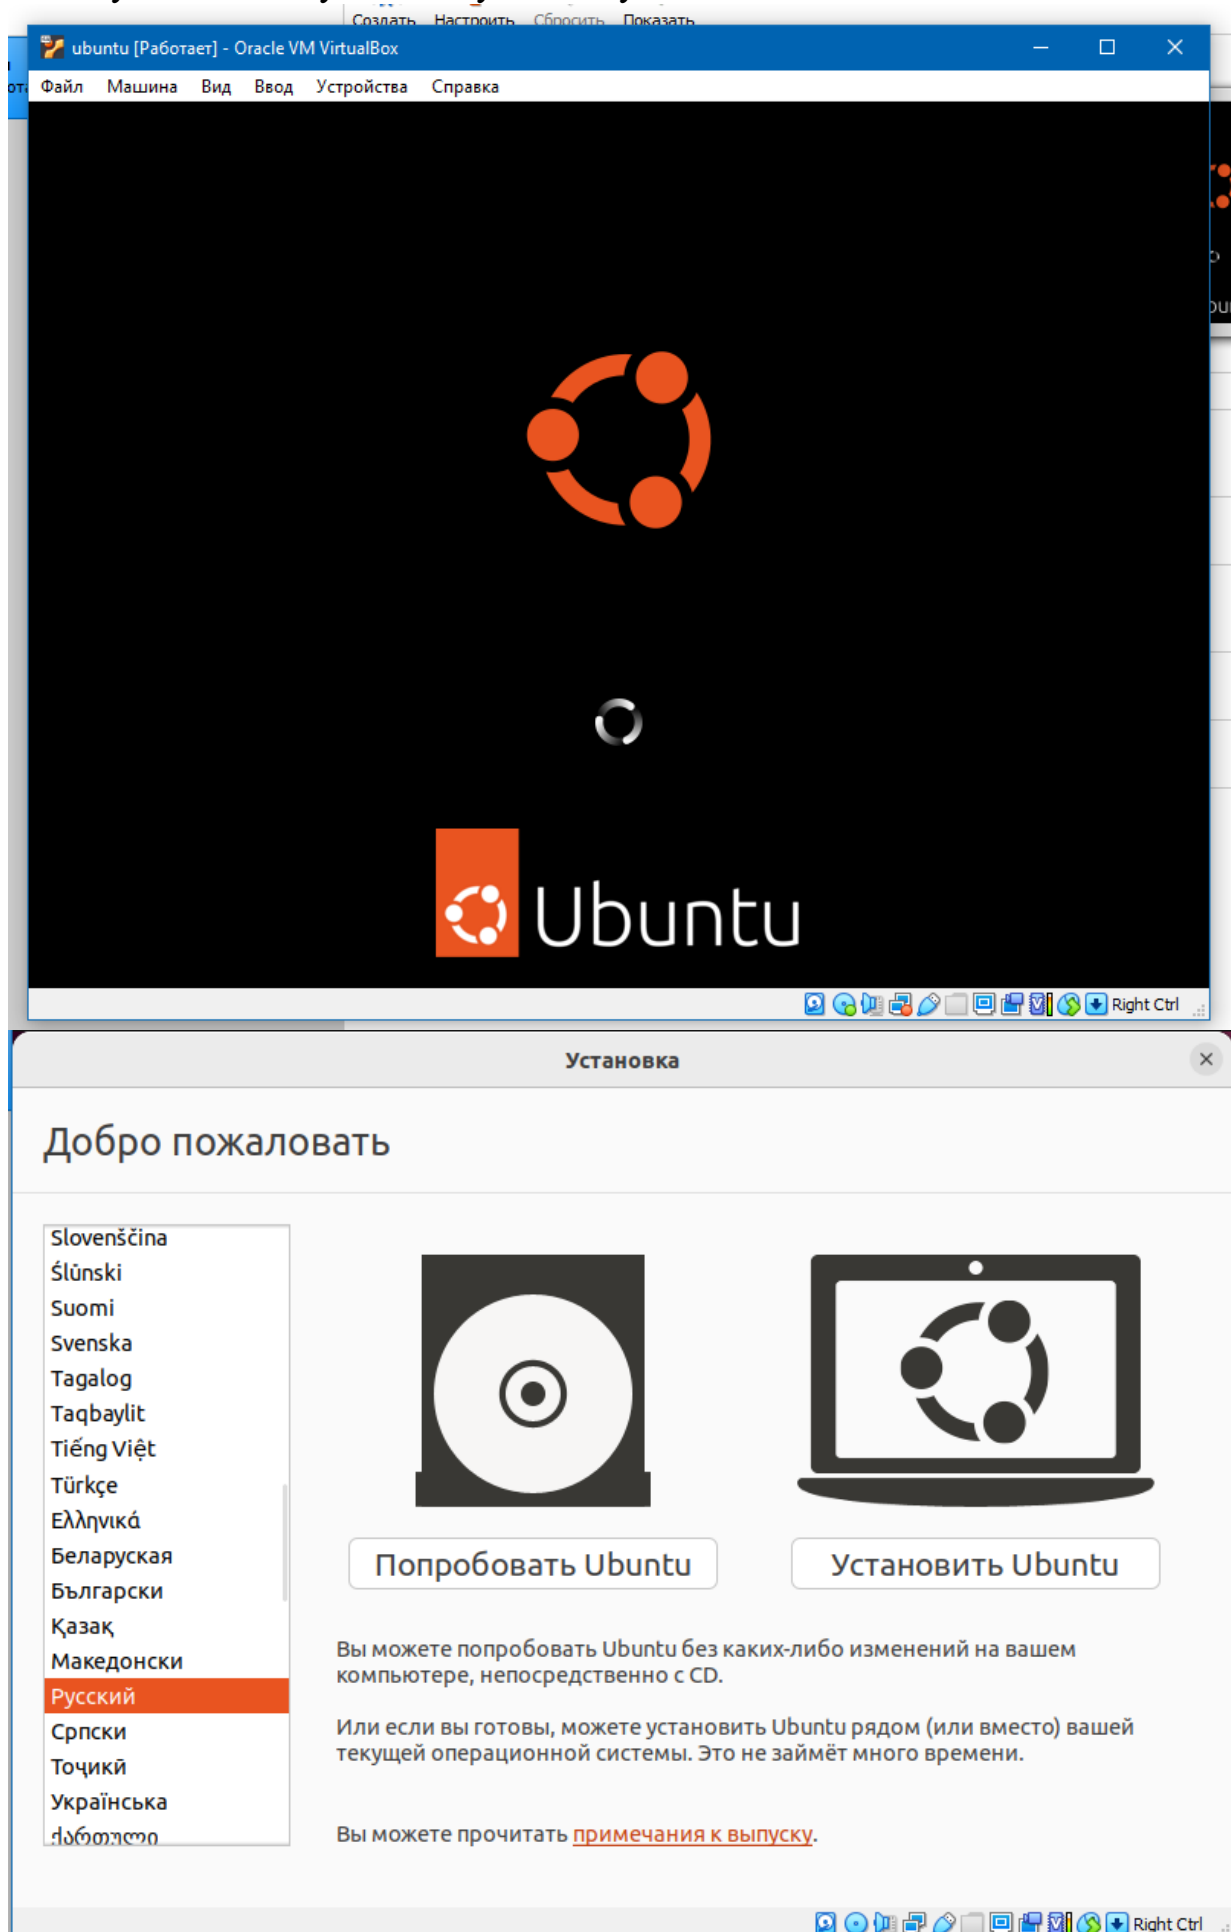 Создать Настроить Сбросить Показать
ubuntu [Работает] - Oracle VM VirtualBox
Файл Машина Вид Ввод Устройства Справка
Ubuntu
Right Ctrl
Установка
Добро пожаловать
Slovenščina
Ślůnski
Suomi
Svenska
Tagalog
Taqbaylit
Tiếng Việt
Türkçe
Ελληνικά
Беларуская
Български
Қазақ
Македонски
Русский
Српски
Тоҷикӣ
Українська
ქართული
Попробовать Ubuntu
Установить Ubuntu
Вы можете попробовать Ubuntu без каких-либо изменений на вашем
компьютере, непосредственно с CD.
Или если вы готовы, можете установить Ubuntu рядом (или вместо) вашей
текущей операционной системы. Это не займёт много времени.
Вы можете прочитать примечания к выпуску.
Right Ctrl